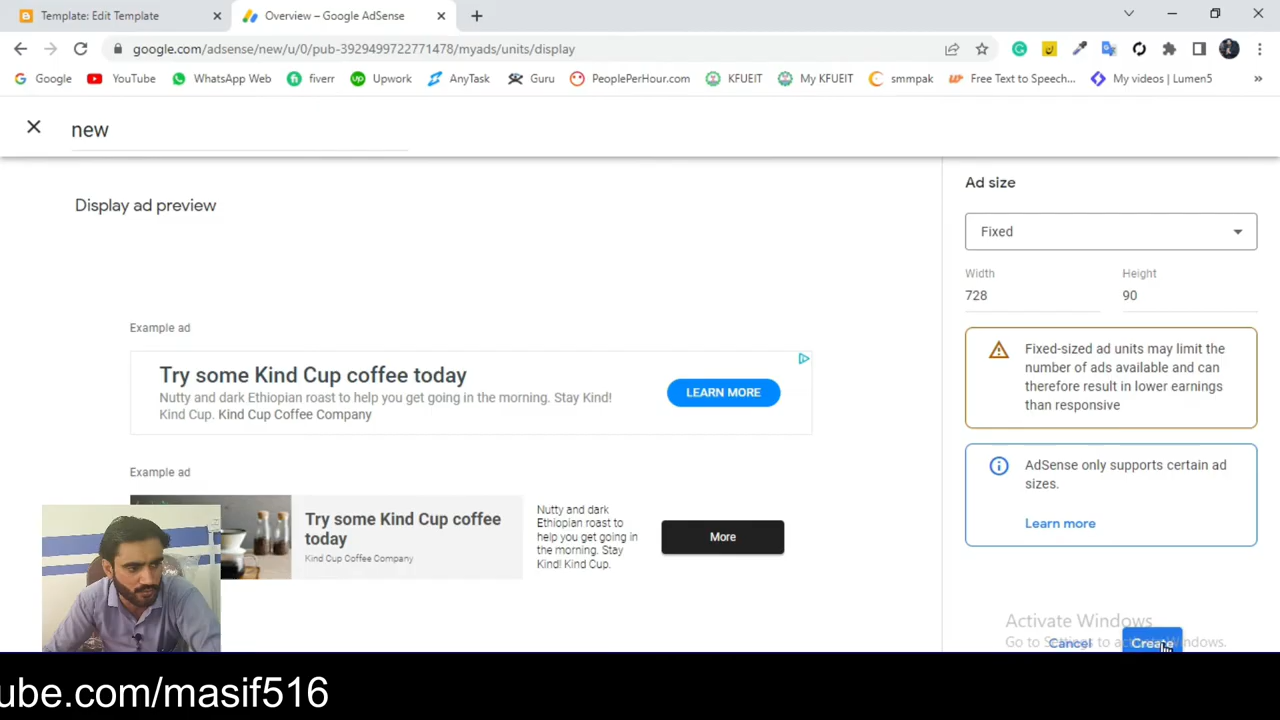 Template: Edit Template
Overview – Google AdSense
google.com/adsense/new/u/0/pub-3929499722771478/myads/units/display
Google
YouTube
WhatsApp Web
fiverr
Upwork
AnyTask
Guru
PeoplePerHour.com
KFUEIT
My KFUEIT
smmpak
Free Text to Speech...
My videos | Lumen5
new
Display ad preview
Example ad
Try some Kind Cup coffee today
Nutty and dark Ethiopian roast to help you get going in the morning. Stay Kind!
Kind Cup. Kind Cup Coffee Company
LEARN MORE
Example ad
Try some Kind Cup coffee
today
Kind Cup Coffee Company
Nutty and dark
Ethiopian roast to
help you get going in
the morning. Stay
Kind! Kind Cup.
More
Ad size
Fixed
Width
Height
728
90
Fixed-sized ad units may limit the
number of ads available and can
therefore result in lower earnings
than responsive
AdSense only supports certain ad
sizes.
Learn more
Activate Windows
Go to Settings to activate Windows.
Cancel
Create
ube.com/masif516